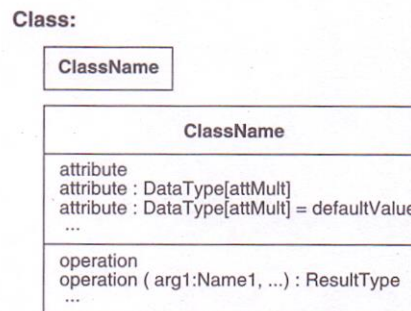 Class:
ClassName
ClassName
attribute
attribute : DataType[attMult]
attribute : DataType[attMult] = defaultValue
...
operation
operation ( arg1:Name1, ...) : ResultType
...